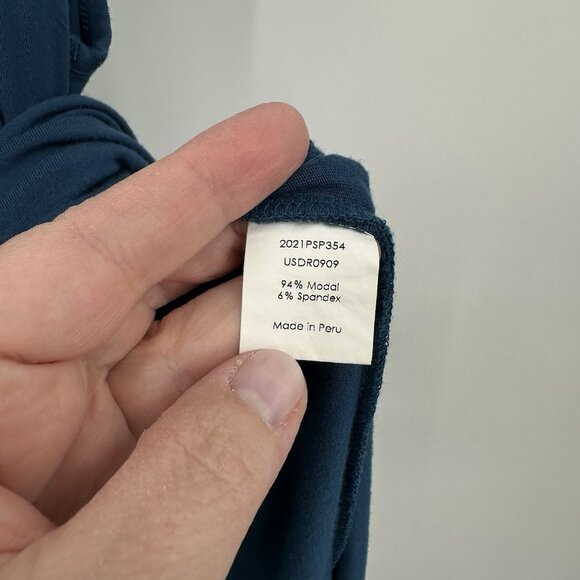 2021PSP354
USDR0909
94% Modal
6% Spandex
Made in Peru